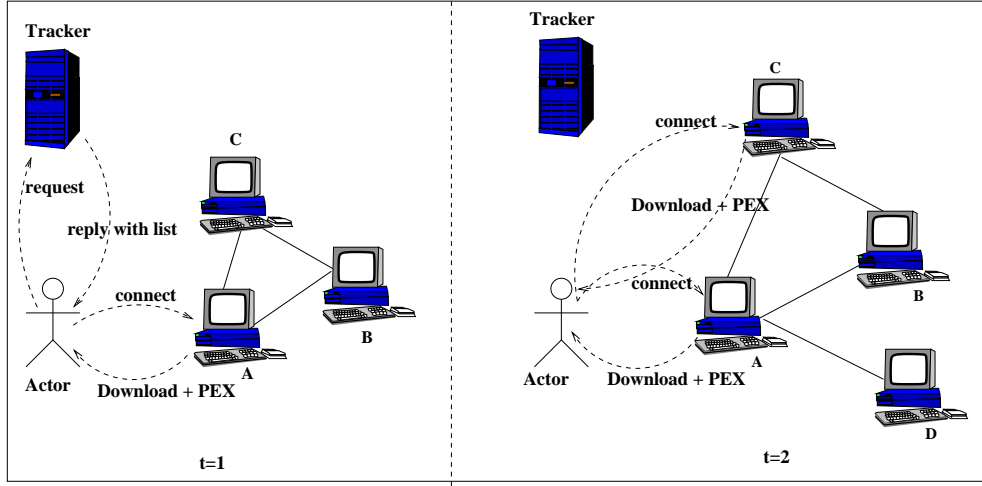 Tracker
C
request
reply with list
connect
B
A
Actor
Download + PEX
t=1
Tracker
C
connect
Download + PEX
connect
B
A
Actor
Download + PEX
D
t=2